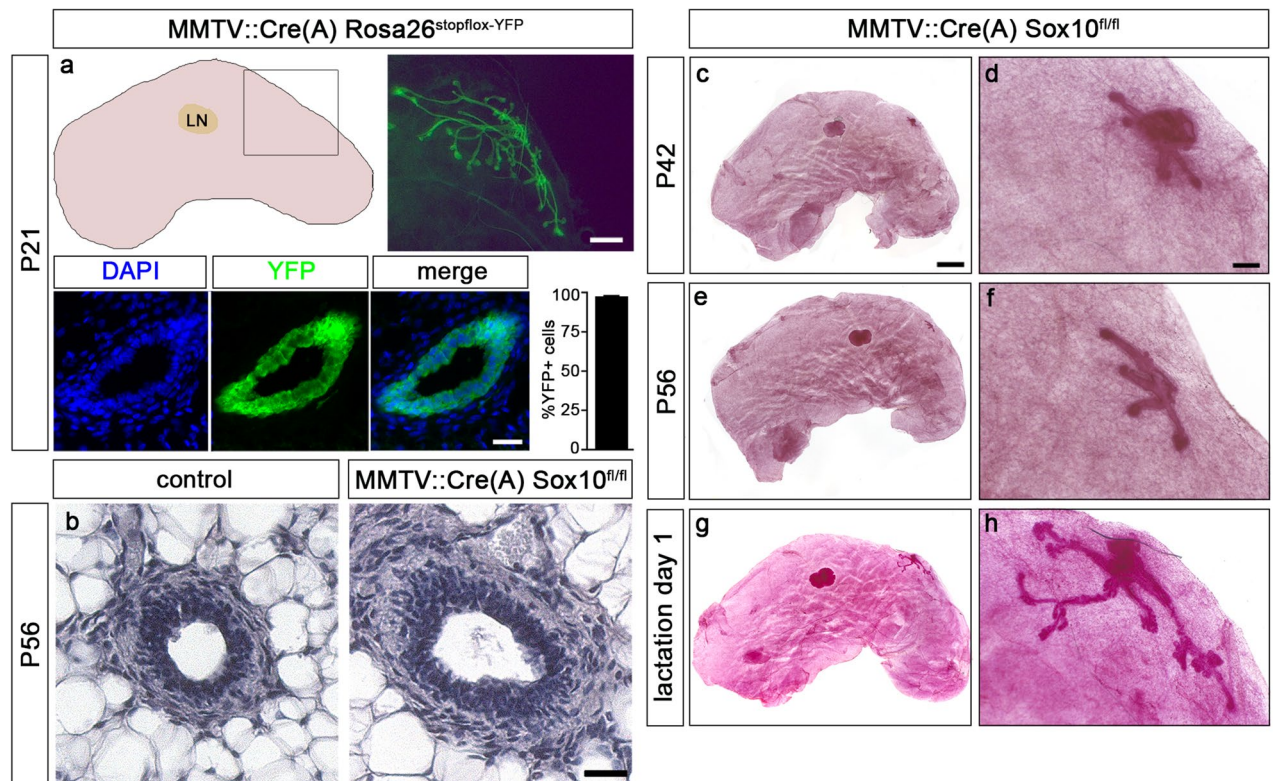 MMTV::Cre(A) Rosa26stopflox-YFP
MMTV::Cre(A) Sox10fl/fl
P21
a
LN
DAPI
YFP
merge
%YFP+ cells
100
75
50
25
0
P56
control
MMTV::Cre(A) Sox10fl/fl
b
P42
c
d
P56
e
f
lactation day 1
g
h